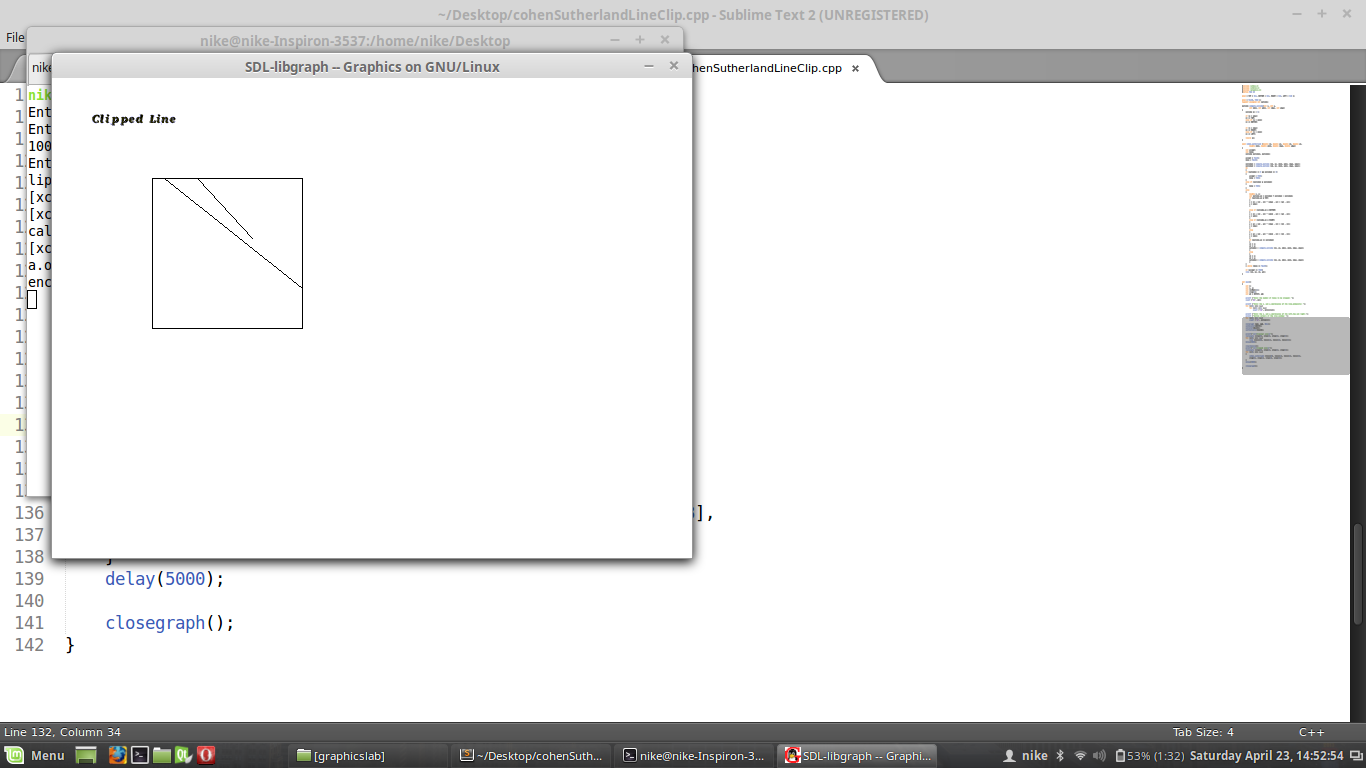 ~/Desktop/cohenSutherlandLineClip.cpp - Sublime Text 2 (UNREGISTERED)
File
nike@nike-Inspiron-3537:/home/nike/Desktop
SDL-libgraph -- Graphics on GNU/Linux
henSutherlandLineClip.cpp
Clipped Line
nik
Ent
Ent
100
Ent
lip
[xc
[xc
cal
[xc
a.o
enc
136 ],
137
138 }
139 delay(5000);
140
141 closegraph();
142 }
Line 132, Column 34
Tab Size: 4
C++
Menu
[graphicslab]
~/Desktop/cohenSuth...
nike@nike-Inspiron-3...
SDL-libgraph -- Graphi...
nike
53% (1:32)
Saturday April 23, 14:52:54